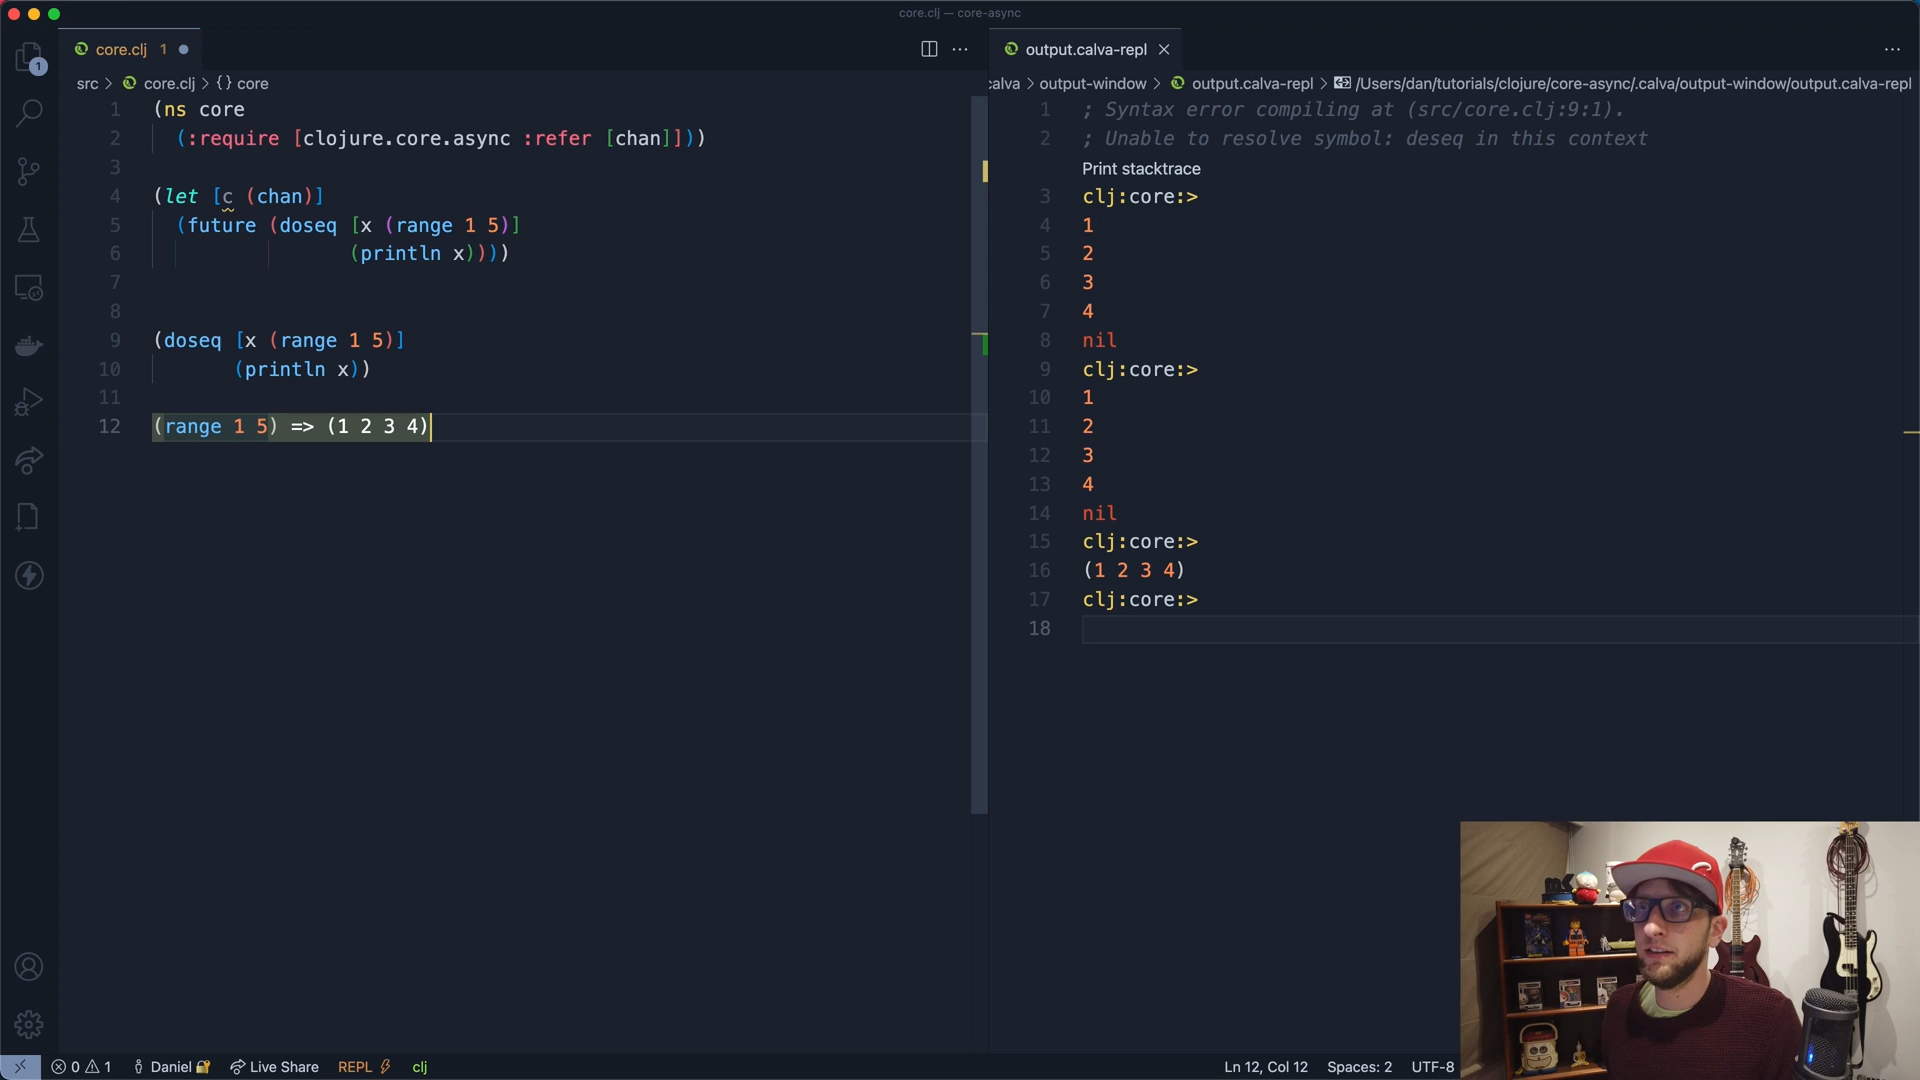 core.clj — core-async
core.clj 1
output.calva-repl
src > core.clj > {} core
calva > output-window > output.calva-repl > /Users/dan/tutorials/clojure/core-async/.calva/output-window/output.calva-repl
1
1 (ns core
2 (:require [clojure.core.async :refer [chan]]))
3
4 (let [c (chan)]
5 (future (doseq [x (range 1 5)]
6 (println x))))
7
8
9 (doseq [x (range 1 5)]
10 (println x))
11
12 (range 1 5) => (1 2 3 4)
1 ; Syntax error compiling at (src/core.clj:9:1).
2 ; Unable to resolve symbol: deseq in this context
Print stacktrace
3 clj:core:>
4 1
5 2
6 3
7 4
8 nil
9 clj:core:>
10 1
11 2
12 3
13 4
14 nil
15 clj:core:>
16 (1 2 3 4)
17 clj:core:>
18
0 1 Daniel Live Share REPL clj
Ln 12, Col 12 Spaces: 2 UTF-8